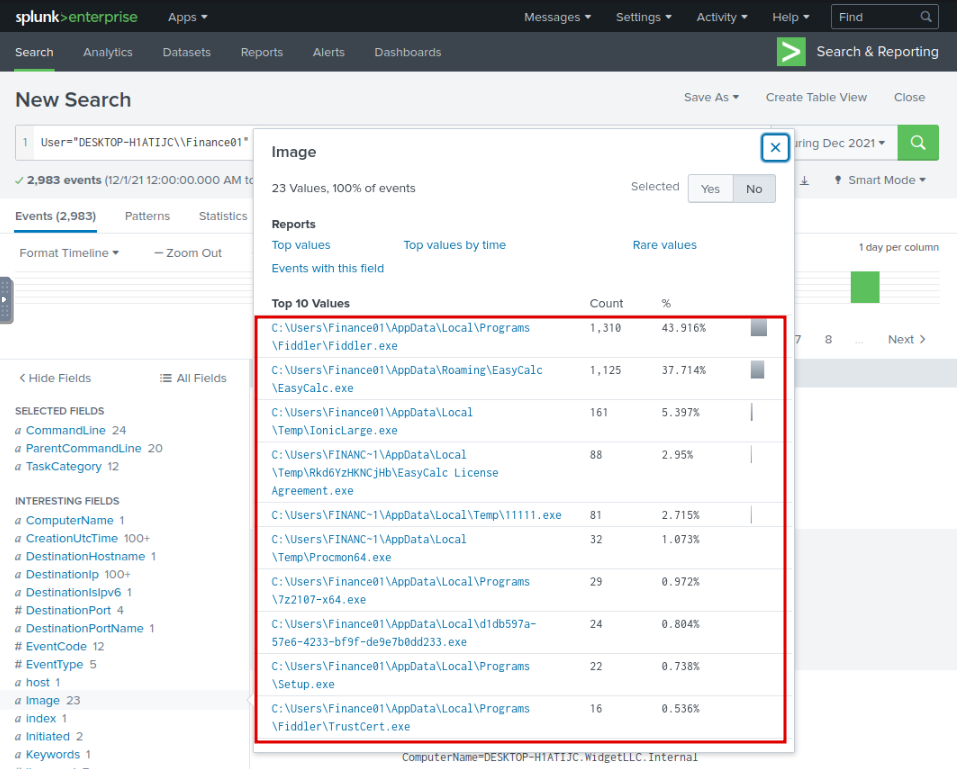 splunk>enterprise Apps ▾ Messages ▾ Settings ▾ Activity ▾ Help ▾ Find
Search Analytics Datasets Reports Alerts Dashboards > Search & Reporting
New Search Save As ▾ Create Table View Close
1 User="DESKTOP-H1ATIJC\\Finance01" uring Dec 2021 ▾
✓ 2,983 events (12/1/21 12:00:00.000 AM to Smart Mode ▾
Events (2,983) Patterns Statistics
Format Timeline ▾ — Zoom Out 1 day per column
7 8 ... Next >
< Hide Fields All Fields
SELECTED FIELDS
a CommandLine 24
a ParentCommandLine 20
a TaskCategory 12
INTERESTING FIELDS
a ComputerName 1
a CreationUtcTime 100+
a DestinationHostname 1
a DestinationIp 100+
a DestinationIsIpv6 1
# DestinationPort 4
a DestinationPortName 1
# EventCode 12
# EventType 5
a host 1
a Image 23
a index 1
a Initiated 2
a Keywords 1
Image ✕
23 Values, 100% of events Selected Yes No
Reports
Top values Top values by time Rare values
Events with this field
Top 10 Values Count %
C:\Users\Finance01\AppData\Local\Programs 1,310 43.916%
\Fiddler\Fiddler.exe
C:\Users\Finance01\AppData\Roaming\EasyCalc 1,125 37.714%
\EasyCalc.exe
C:\Users\Finance01\AppData\Local 161 5.397%
\Temp\IonicLarge.exe
C:\Users\FINANC~1\AppData\Local 88 2.95%
\Temp\Rkd6YzHKNCjHb\EasyCalc License
Agreement.exe
C:\Users\FINANC~1\AppData\Local\Temp\11111.exe 81 2.715%
C:\Users\FINANC~1\AppData\Local 32 1.073%
\Temp\Procmon64.exe
C:\Users\Finance01\AppData\Local\Programs 29 0.972%
\7z2107-x64.exe
C:\Users\Finance01\AppData\Local\d1db597a- 24 0.804%
57e6-4233-bf9f-de9e7b0dd233.exe
C:\Users\Finance01\AppData\Local\Programs 22 0.738%
\Setup.exe
C:\Users\Finance01\AppData\Local\Programs 16 0.536%
\Fiddler\TrustCert.exe
ComputerName=DESKTOP-H1ATIJC.WidgetLLC.Internal